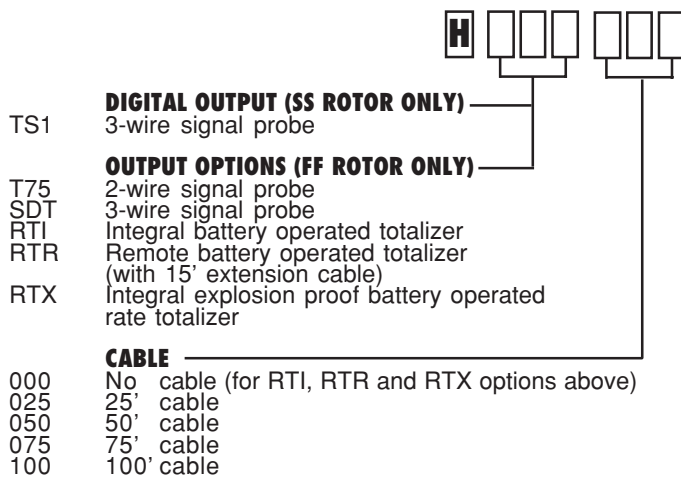 H
DIGITAL OUTPUT (SS ROTOR ONLY)
TS1 3-wire signal probe
OUTPUT OPTIONS (FF ROTOR ONLY)
T75 2-wire signal probe
SDT 3-wire signal probe
RTI Integral battery operated totalizer
RTR Remote battery operated totalizer
(with 15' extension cable)
RTX Integral explosion proof battery operated
rate totalizer
CABLE
000 No cable (for RTI, RTR and RTX options above)
025 25' cable
050 50' cable
075 75' cable
100 100' cable